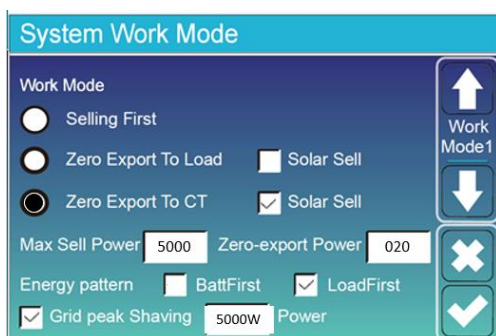 System Work Mode
Work Mode
Selling First
Zero Export To Load Solar Sell
Work
Mode1
Zero Export To CT Solar Sell
Max Sell Power 5000 Zero-export Power 020
Energy pattern BattFirst LoadFirst
Grid peak Shaving 5000W Power